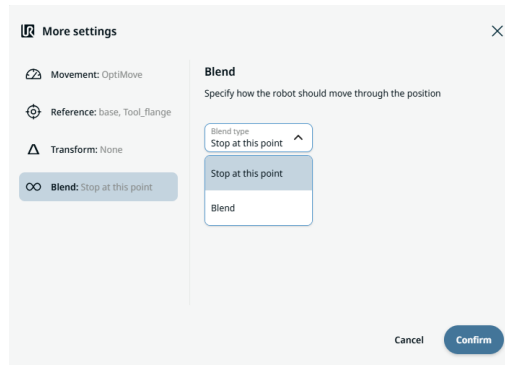 More settings
Movement: OptiMove
Reference: base, Tool_flange
Transform: None
Blend: Stop at this point
Blend
Specify how the robot should move through the position
Blend type
Stop at this point
Stop at this point
Blend
Cancel
Confirm